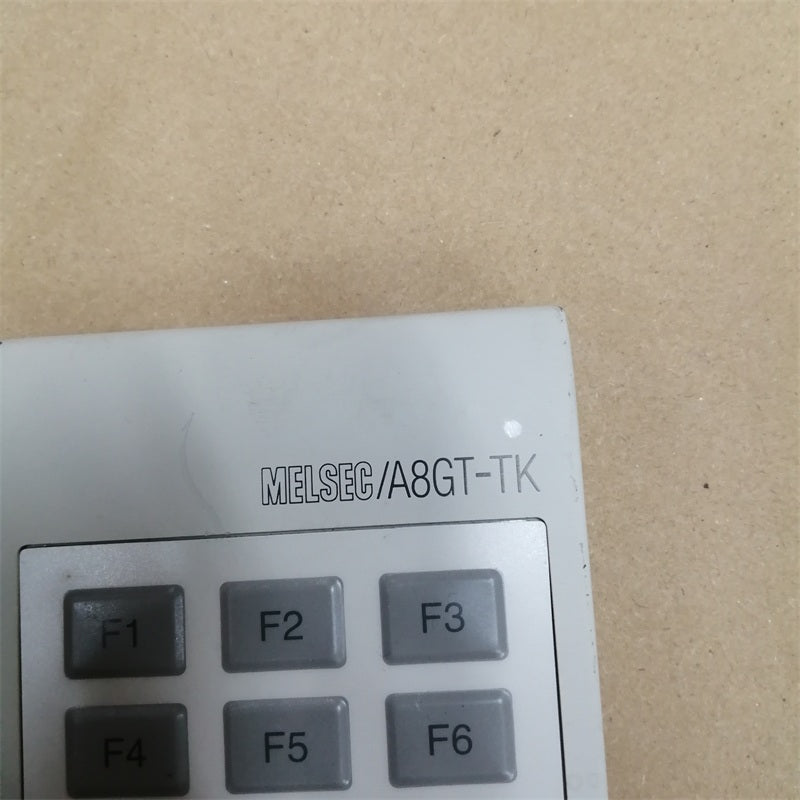 MELSEC/A8GT-TK
F1 F2 F3
F4 F5 F6